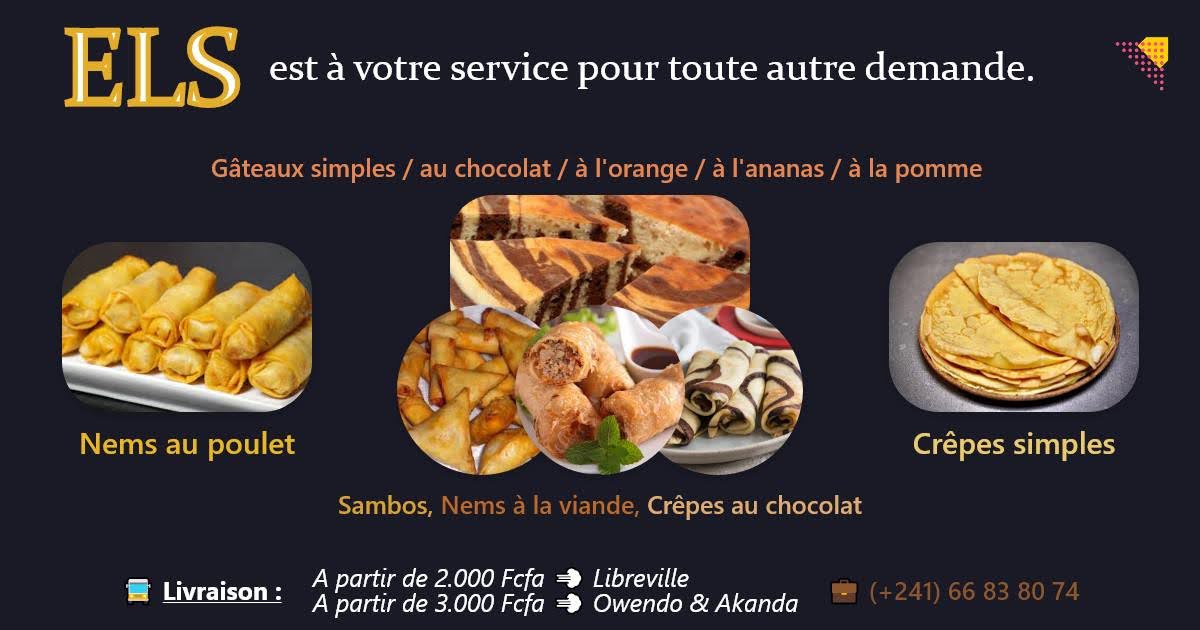 ELS est à votre service pour toute autre demande.
Gâteaux simples / au chocolat / à l'orange / à l'ananas / à la pomme
Nems au poulet
Crêpes simples
Sambos, Nems à la viande, Crêpes au chocolat
Livraison :
A partir de 2.000 Fcfa Libreville
A partir de 3.000 Fcfa Owendo & Akanda
(+241) 66 83 80 74